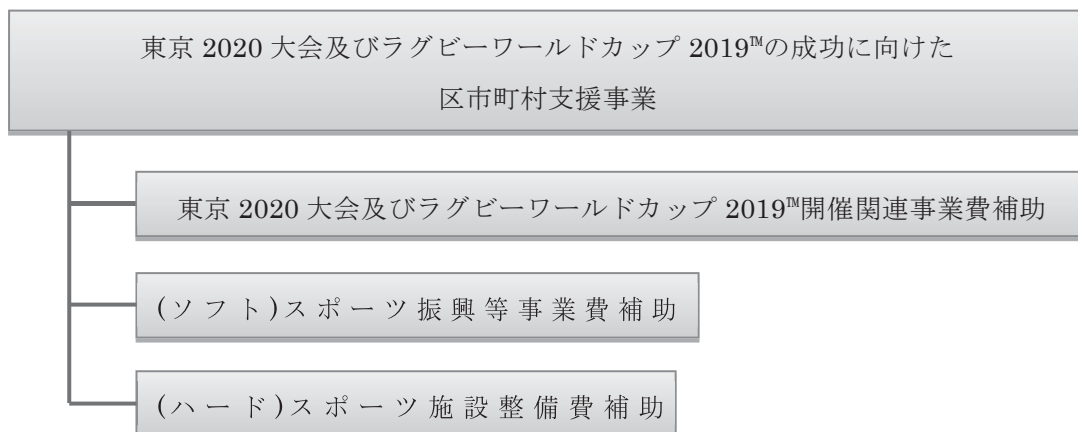 東京 2020 大会及びラグビーワールドカップ 2019™の成功に向けた
区市町村支援事業
東京 2020 大会及びラグビーワールドカップ 2019™開催関連事業費補助
(ソフト)スポーツ振興等事業費補助
(ハード)スポーツ施設整備費補助